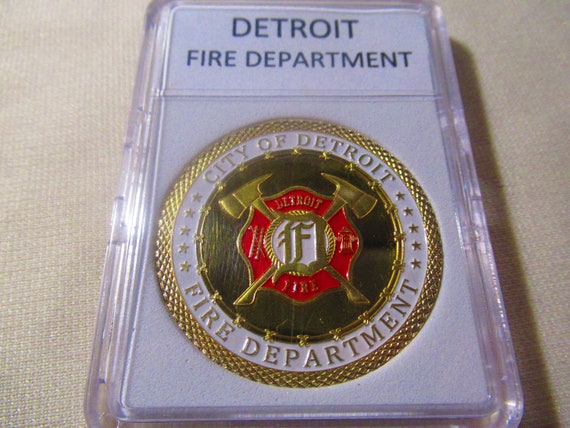 DETROIT
FIRE DEPARTMENT
CITY OF DETROIT
DETROIT
F
FIRE
FIRE DEPARTMENT